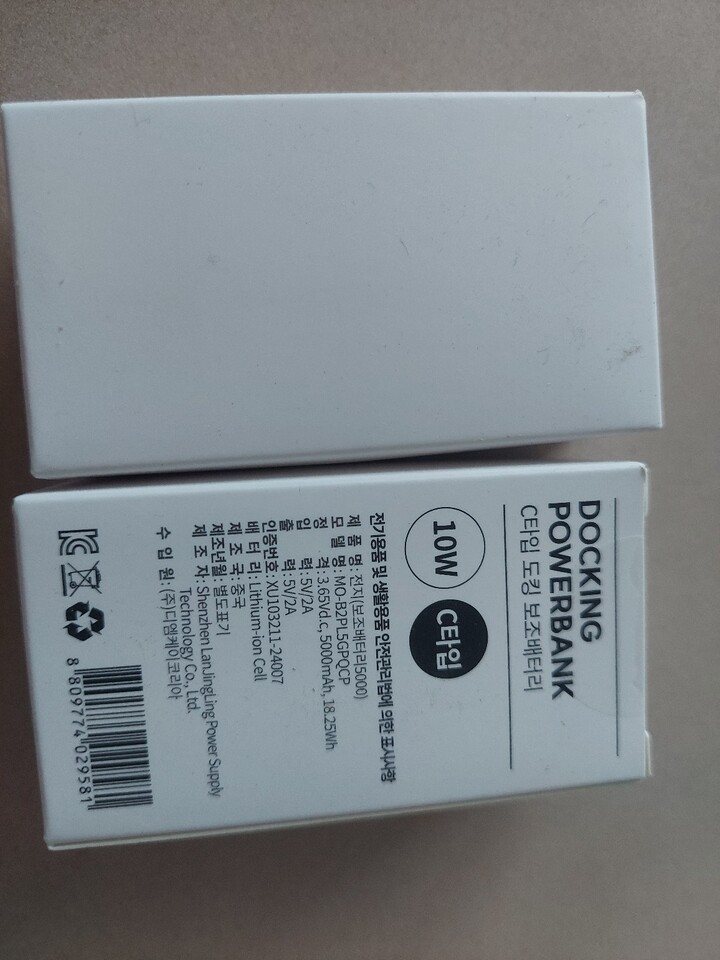 DOCKING
POWERBANK
C타입 도킹 보조배터리
10W
C타입
전기용품 및 생활용품 안전관리법에 의한 표시사항
제 품 명 : 전지(보조배터리5000)
모 델 명 : MO-B2PL5GPQCP
정 격 : 3.65Vd.c, 5000mAh, 18.25Wh
입 력 : 5V/2A
출 력 : 5V/2A
인증번호 : XU103211-24007
배 터 리 : Lithium-ion Cell
제 조 국 : 중국
제조년월 : 별도표기
제 조 자 : Shenzhen LanJingLing Power Supply
Technology Co., Ltd.
수 입 원 : (주)디엠케이코리아
8 809774 029581